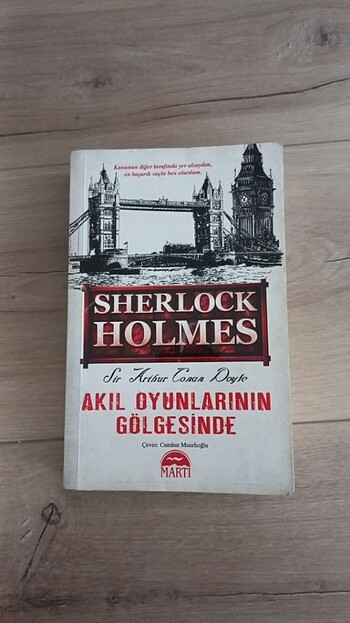 Kanunun diğer tarafında yer alsaydım,
en başarılı suçlu ben olurdum.
SHERLOCK
HOLMES
Sir Arthur Conan Doyle
AKIL OYUNLARININ
GÖLGESİNDE
Çeviri: Cumhur Mısırlıoğlu
MARTI